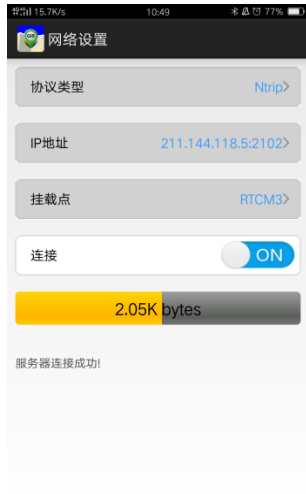 15.7K/s 10:49 77%
GIS 网络设置
协议类型 Ntrip>
IP地址 211.144.118.5:2102>
挂载点 RTCM3>
连接 ON
2.05K bytes
服务器连接成功!